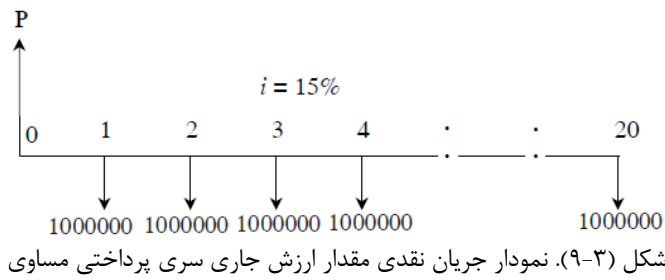 P
i = 15%
0 1 2 3 4 . . 20
1000000 1000000 1000000 1000000 1000000
شکل (۳-۹). نمودار جریان نقدی مقدار ارزش جاری سری پرداختی مساوی